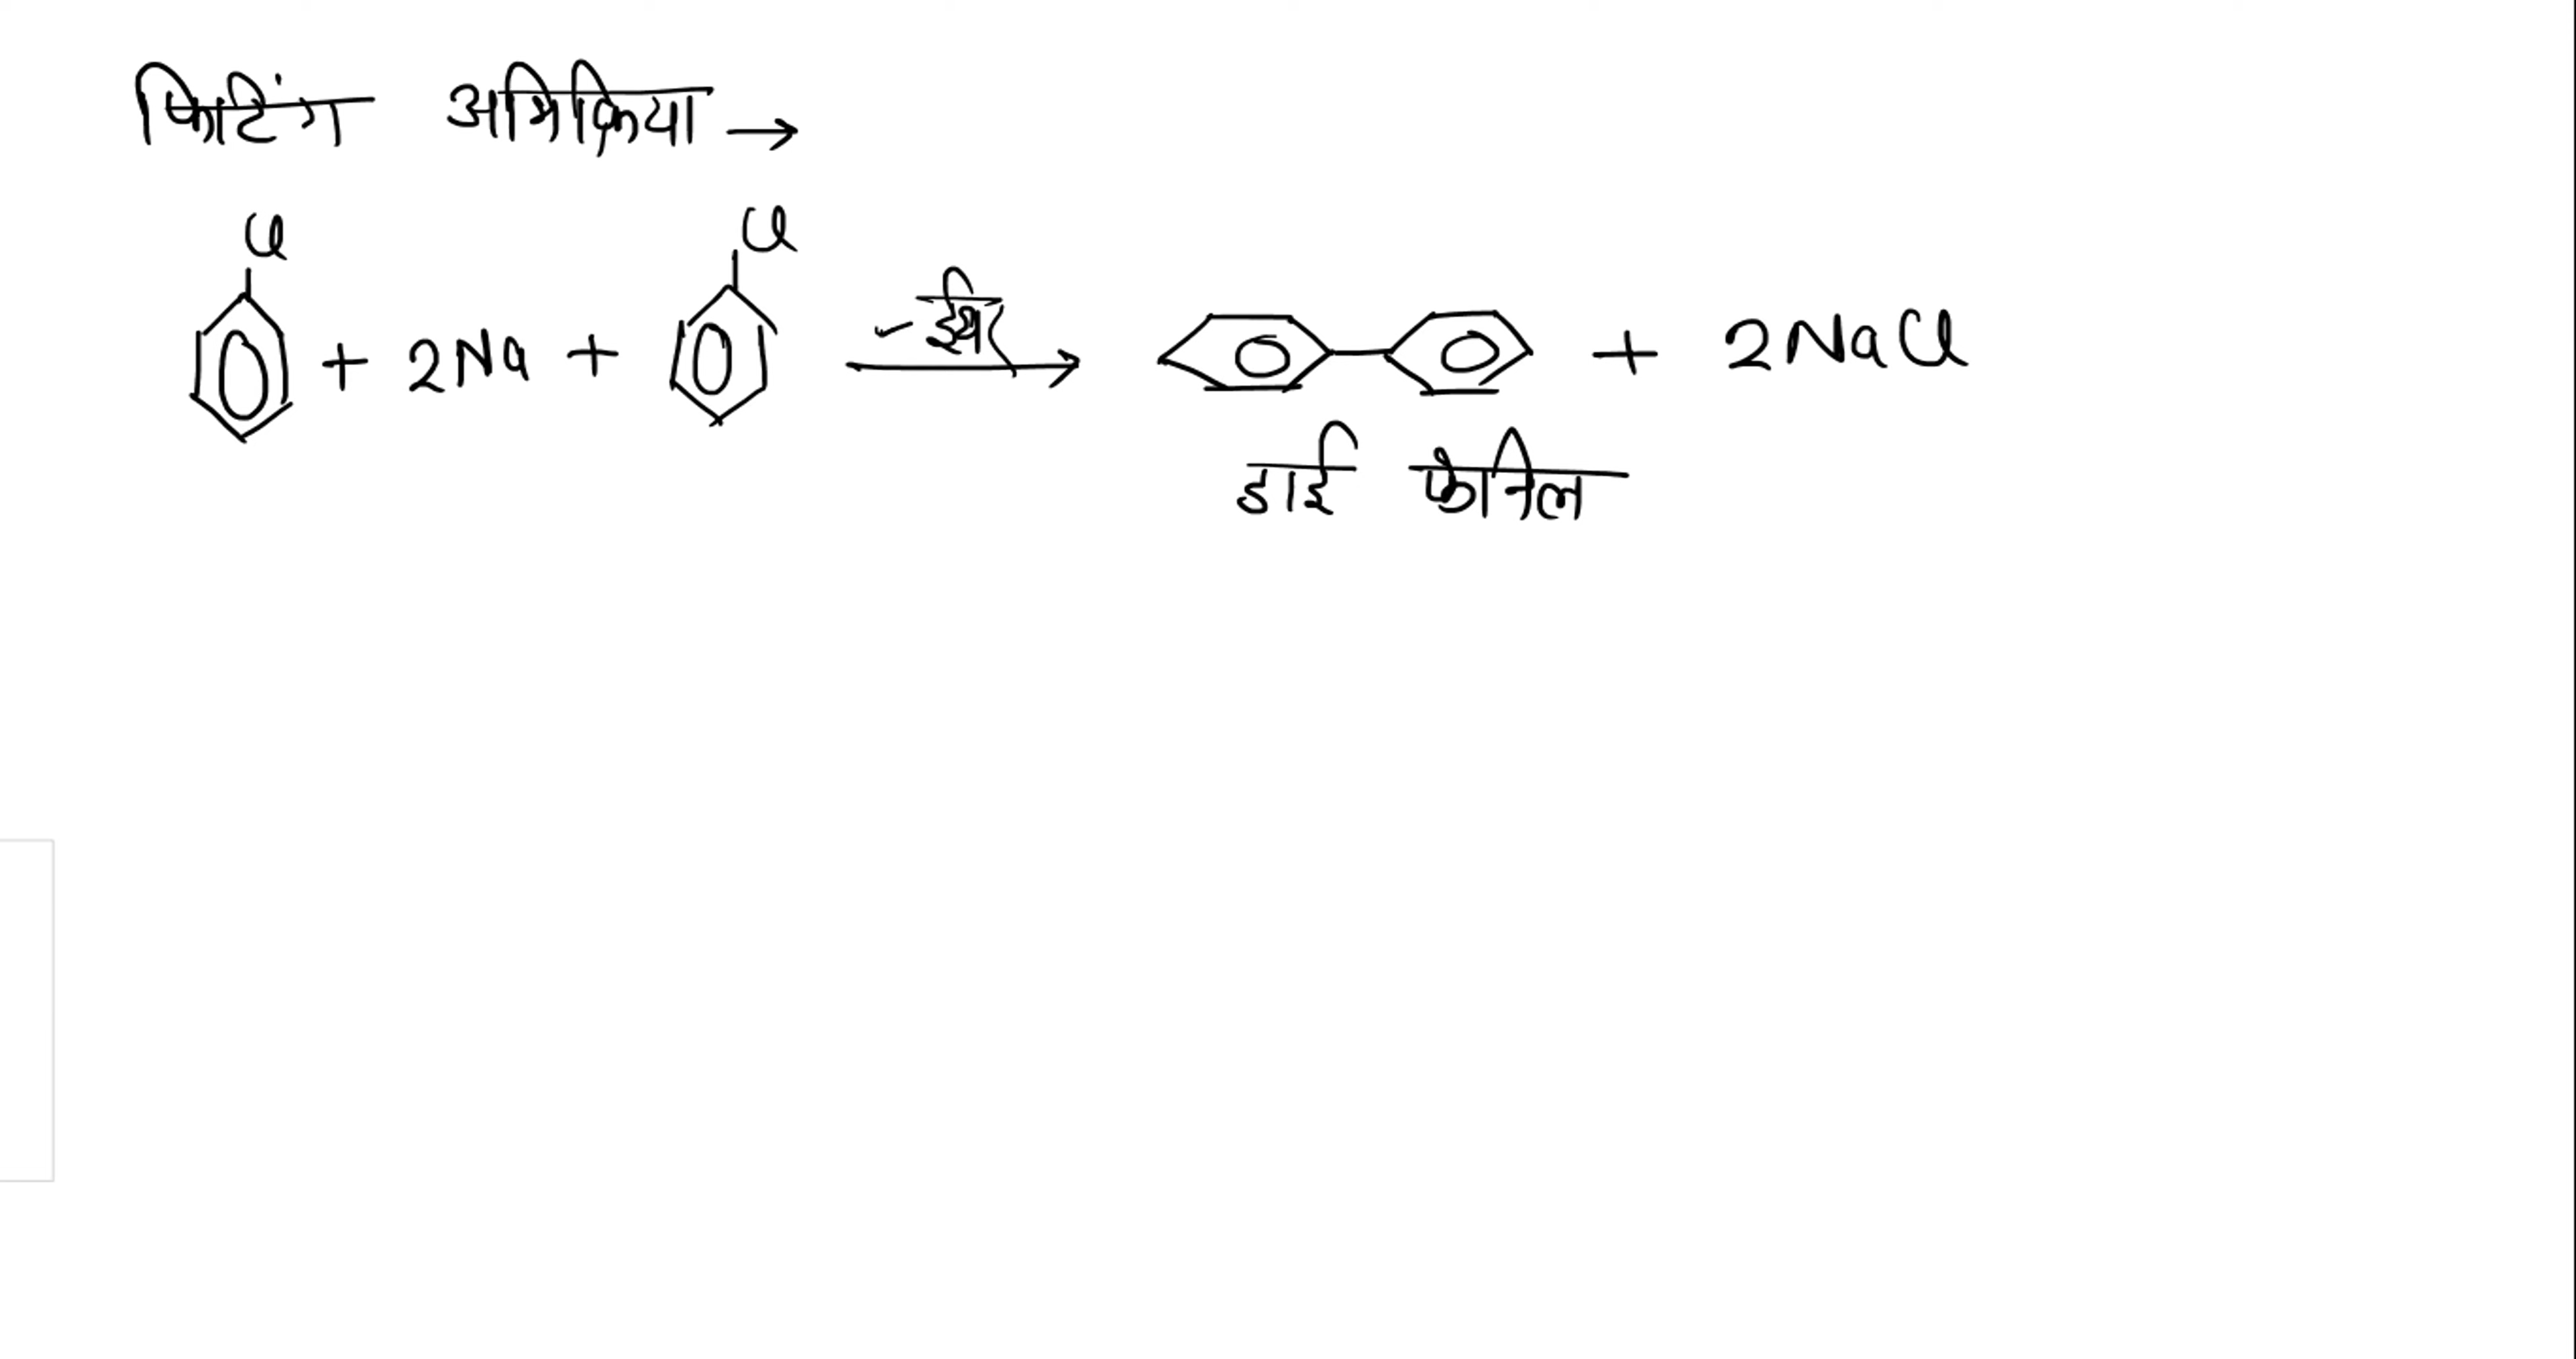 फिटिंग अभिक्रिया →
Cl Cl
+ 2Na + ईथर → + 2NaCl
डाई फेनिल